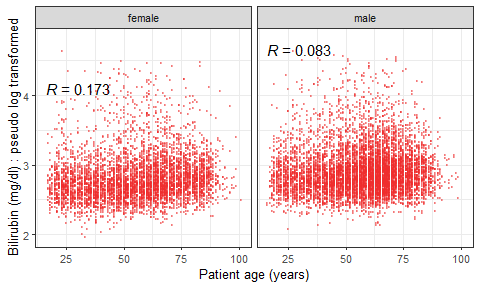 female
male
Bilirubin (mg/dl) : pseudo log transformed
R = 0.173
R = 0.083
4
3
2
25
50
75
100
25
50
75
100
Patient age (years)